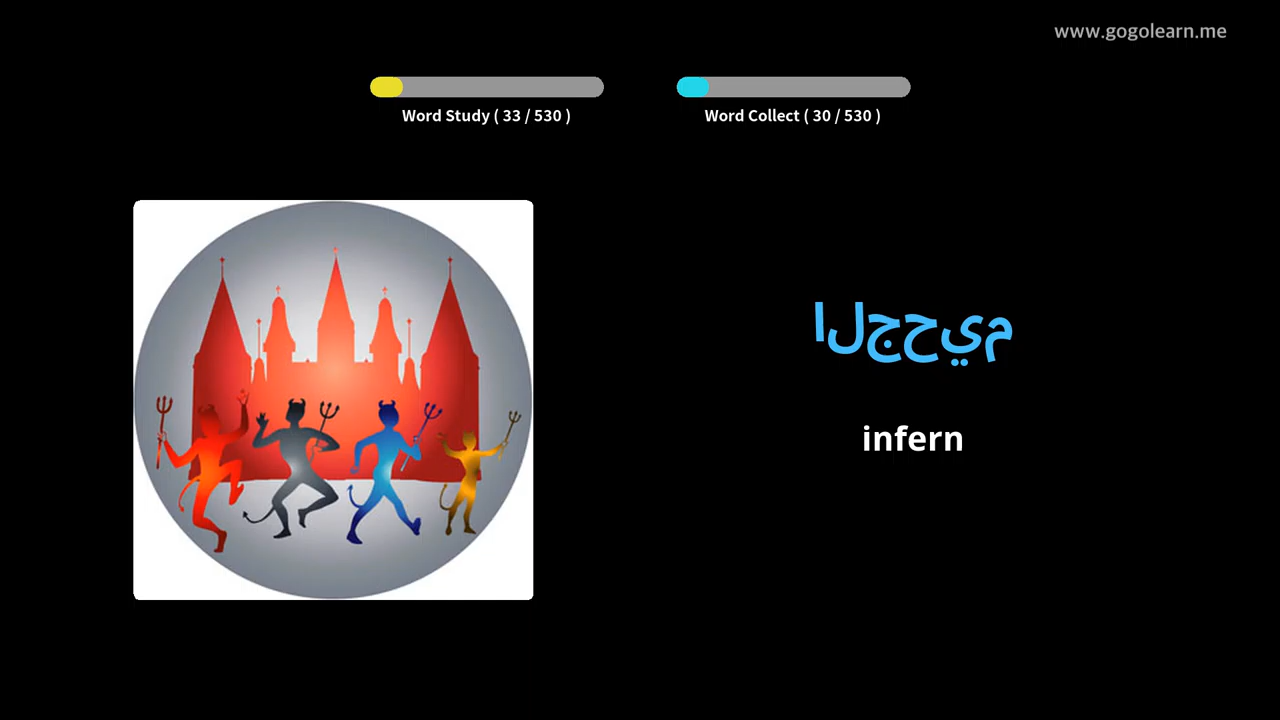 www.gogolearn.me
Word Study ( 33 / 530 )
Word Collect ( 30 / 530 )
الجحيم
infern